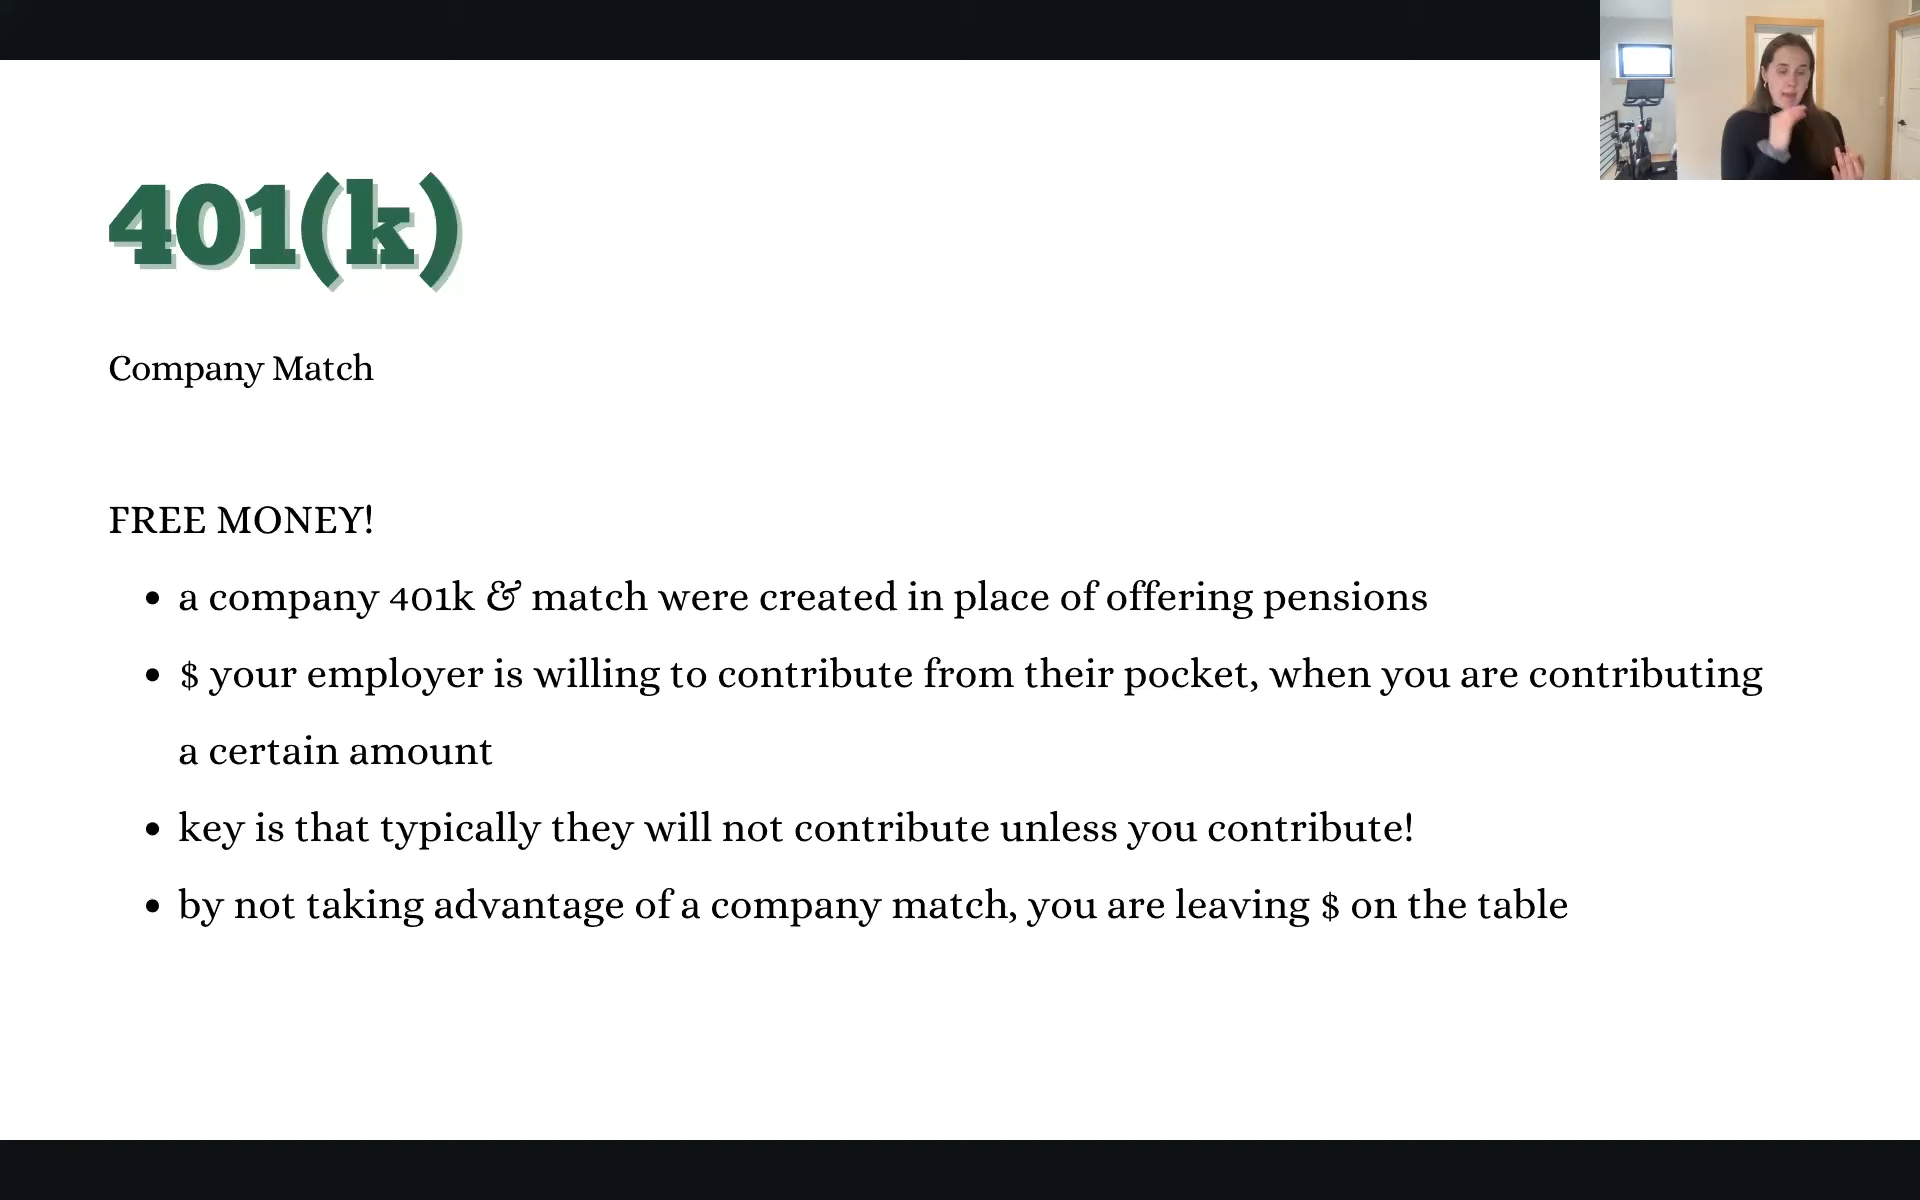 401(k)
Company Match
FREE MONEY!
• a company 401k & match were created in place of offering pensions
• $ your employer is willing to contribute from their pocket, when you are contributing
a certain amount
• key is that typically they will not contribute unless you contribute!
• by not taking advantage of a company match, you are leaving $ on the table